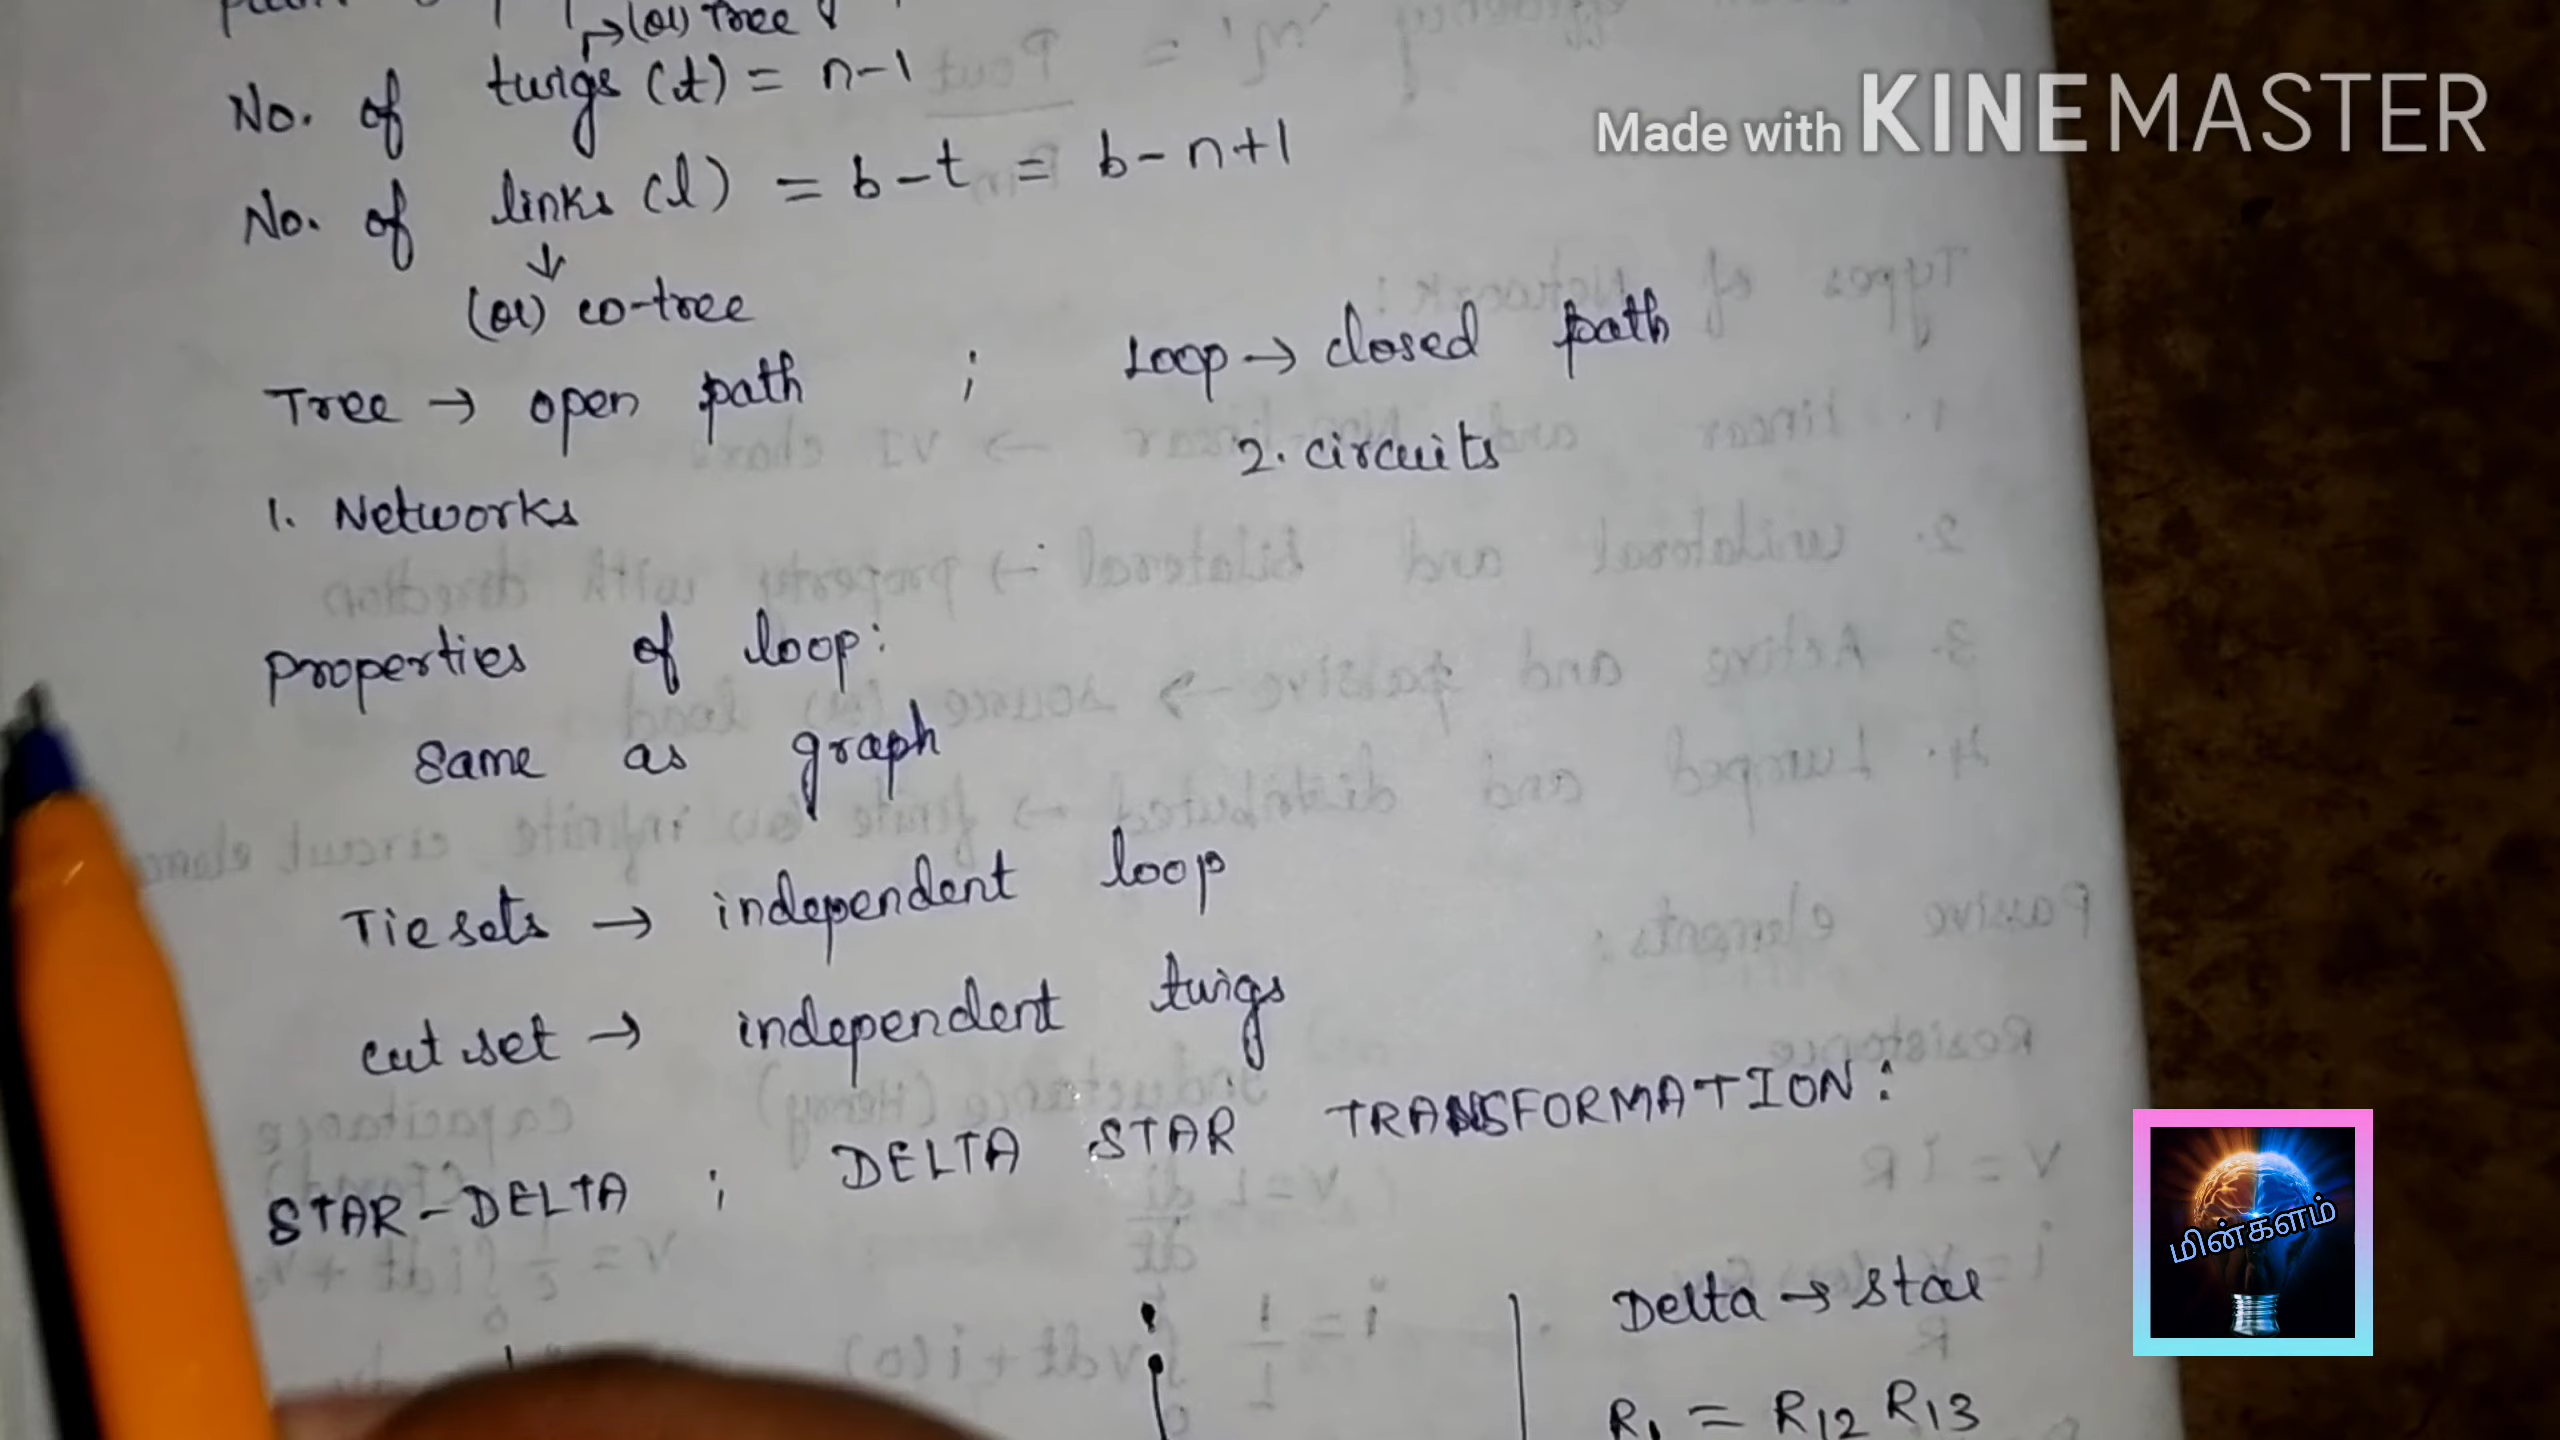 (or) Tree
No. of twigs (t) = n-1
No. of links (l) = b-t = b-n+1
(or) co-tree
Tree → open path ; Loop → closed path
1. Networks 2. circuits
Properties of loop:
Same as graph
Tiesets → independent loop
cut set → independent twigs
STAR-DELTA ; DELTA STAR TRANSFORMATION:
Delta → star
R1 = R12 R13
Made with KINEMASTER
மின்களம்